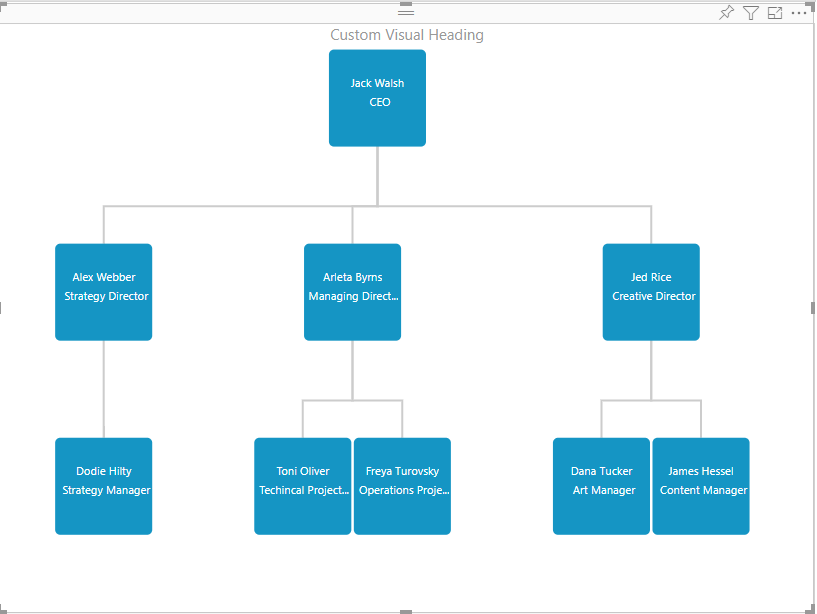 Custom Visual Heading
Jack Walsh
CEO
Alex Webber
Strategy Director
Arleta Byrns
Managing Direct...
Jed Rice
Creative Director
Dodie Hilty
Strategy Manager
Toni Oliver
Techincal Project...
Freya Turovsky
Operations Proje...
Dana Tucker
Art Manager
James Hessel
Content Manager